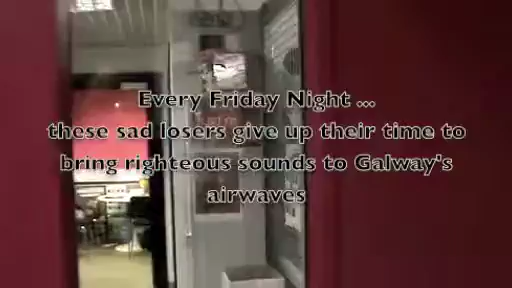 Every Friday Night ...
these sad losers give up their time to
bring righteous sounds to Galway's
airwaves